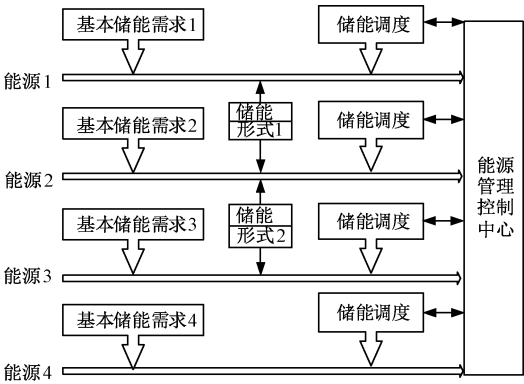 基本储能需求1
储能调度
能源1
储能
形式1
基本储能需求2
储能调度
能源2
能源
管理
控制
中心
储能
形式2
基本储能需求3
储能调度
能源3
基本储能需求4
储能调度
能源4